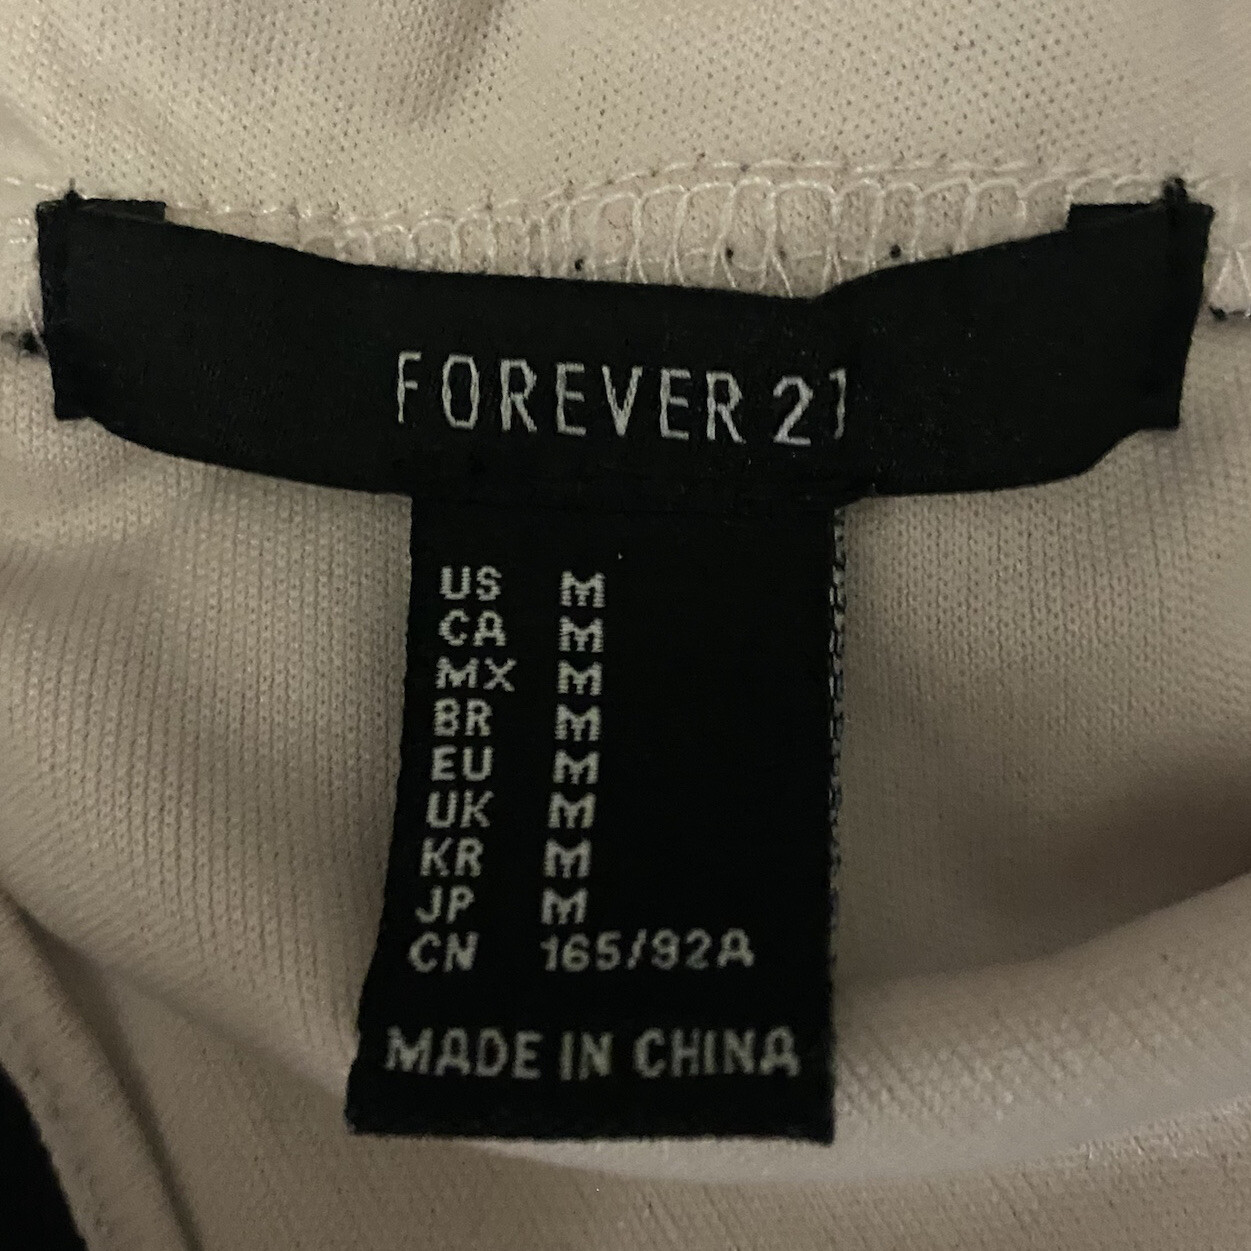 FOREVER 21
US M
CA M
MX M
BR M
EU M
UK M
KR M
JP M
CN 165/92A
MADE IN CHINA